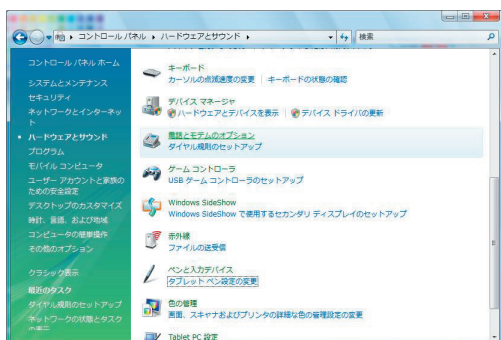 コントロール パネル ▸ ハードウェアとサウンド ▸
検索
コントロール パネル ホーム
システムとメンテナンス
セキュリティ
ネットワークとインターネッ
ト
• ハードウェアとサウンド
プログラム
モバイル コンピュータ
ユーザー アカウントと家族の
ための安全設定
デスクトップのカスタマイズ
時計、言語、および地域
コンピュータの簡単操作
その他のオプション
クラシック表示
最近のタスク
ダイヤル規則のセットアップ
ネットワークの状態とタスク
の表示
キーボード
カーソルの点滅速度の変更 | キーボードの状態の確認
デバイス マネージャ
ハードウェアとデバイスを表示 | デバイス ドライバの更新
電話とモデムのオプション
ダイヤル規則のセットアップ
ゲーム コントローラ
USB ゲーム コントローラのセットアップ
Windows SideShow
Windows SideShow で使用するセカンダリ ディスプレイのセットアップ
赤外線
ファイルの送受信
ペンと入力デバイス
タブレット ペン設定の変更
色の管理
画面、スキャナおよびプリンタの詳細な色の管理設定の変更
Tablet PC 設定